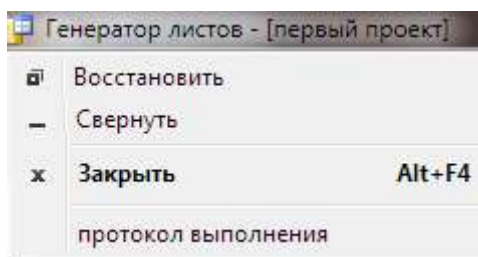 Генератор листов - [первый проект]
Восстановить
Свернуть
Закрыть Alt+F4
протокол выполнения